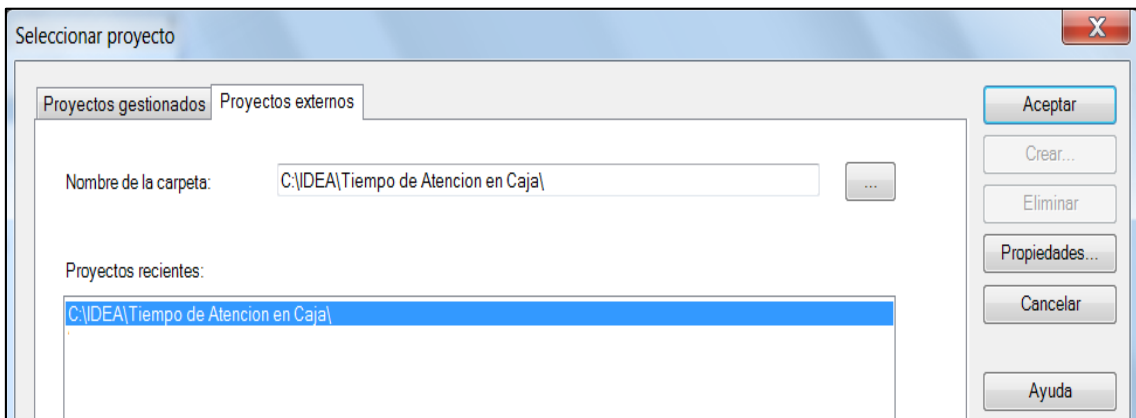 Seleccionar proyecto
X
Proyectos gestionados
Proyectos externos
Nombre de la carpeta:
C:\IDEA\Tiempo de Atencion en Caja\
...
Proyectos recientes:
C:\IDEA\Tiempo de Atencion en Caja\
Aceptar
Crear...
Eliminar
Propiedades...
Cancelar
Ayuda